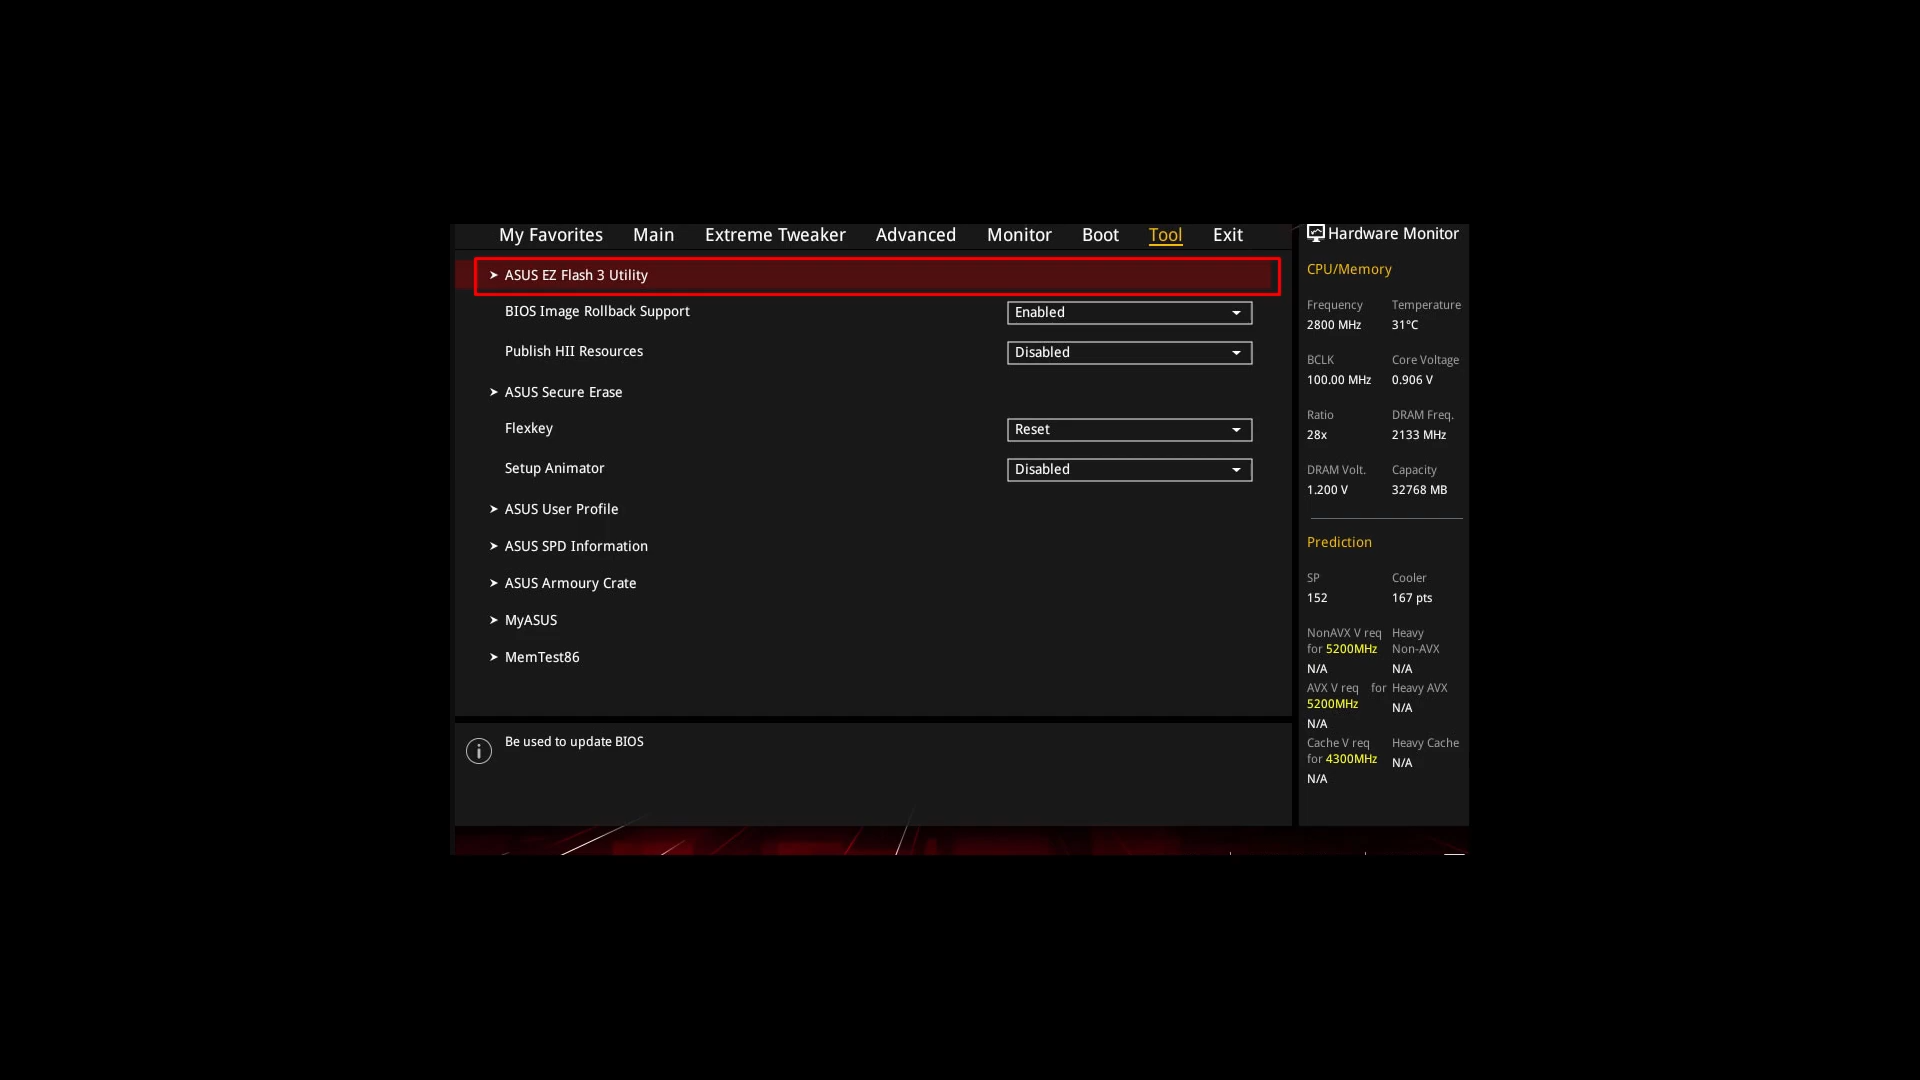 My Favorites Main Extreme Tweaker Advanced Monitor Boot Tool Exit
ASUS EZ Flash 3 Utility
BIOS Image Rollback Support Enabled
Publish HII Resources Disabled
ASUS Secure Erase
Flexkey Reset
Setup Animator Disabled
ASUS User Profile
ASUS SPD Information
ASUS Armoury Crate
MyASUS
MemTest86
Be used to update BIOS
Hardware Monitor
CPU/Memory
Frequency Temperature
2800 MHz 31°C
BCLK Core Voltage
100.00 MHz 0.906 V
Ratio DRAM Freq.
28x 2133 MHz
DRAM Volt. Capacity
1.200 V 32768 MB
Prediction
SP Cooler
152 167 pts
NonAVX V req Heavy
for 5200MHz Non-AVX
N/A N/A
AVX V req for Heavy AVX
5200MHz N/A
N/A
Cache V req Heavy Cache
for 4300MHz N/A
N/A